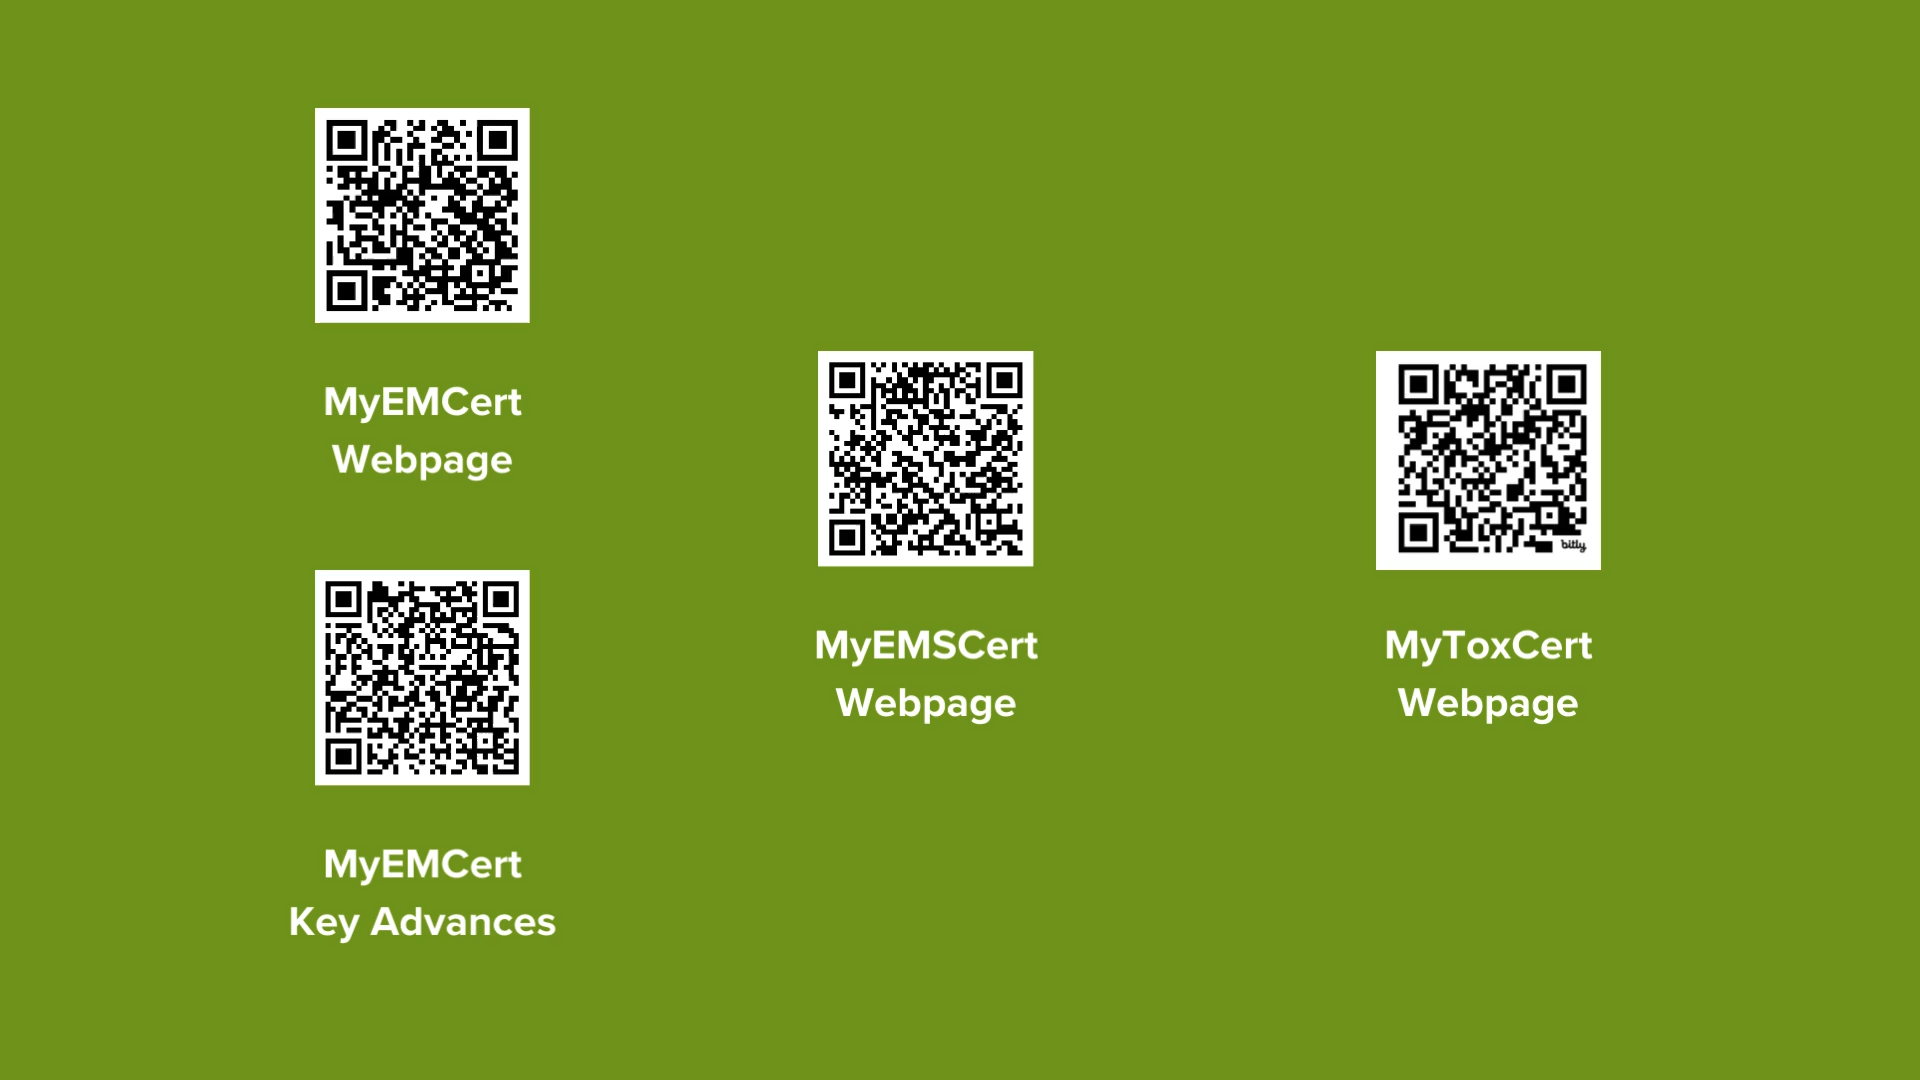 MyEMCert
Webpage
MyEMCert
Key Advances
MyEMSCert
Webpage
bitly
MyToxCert
Webpage